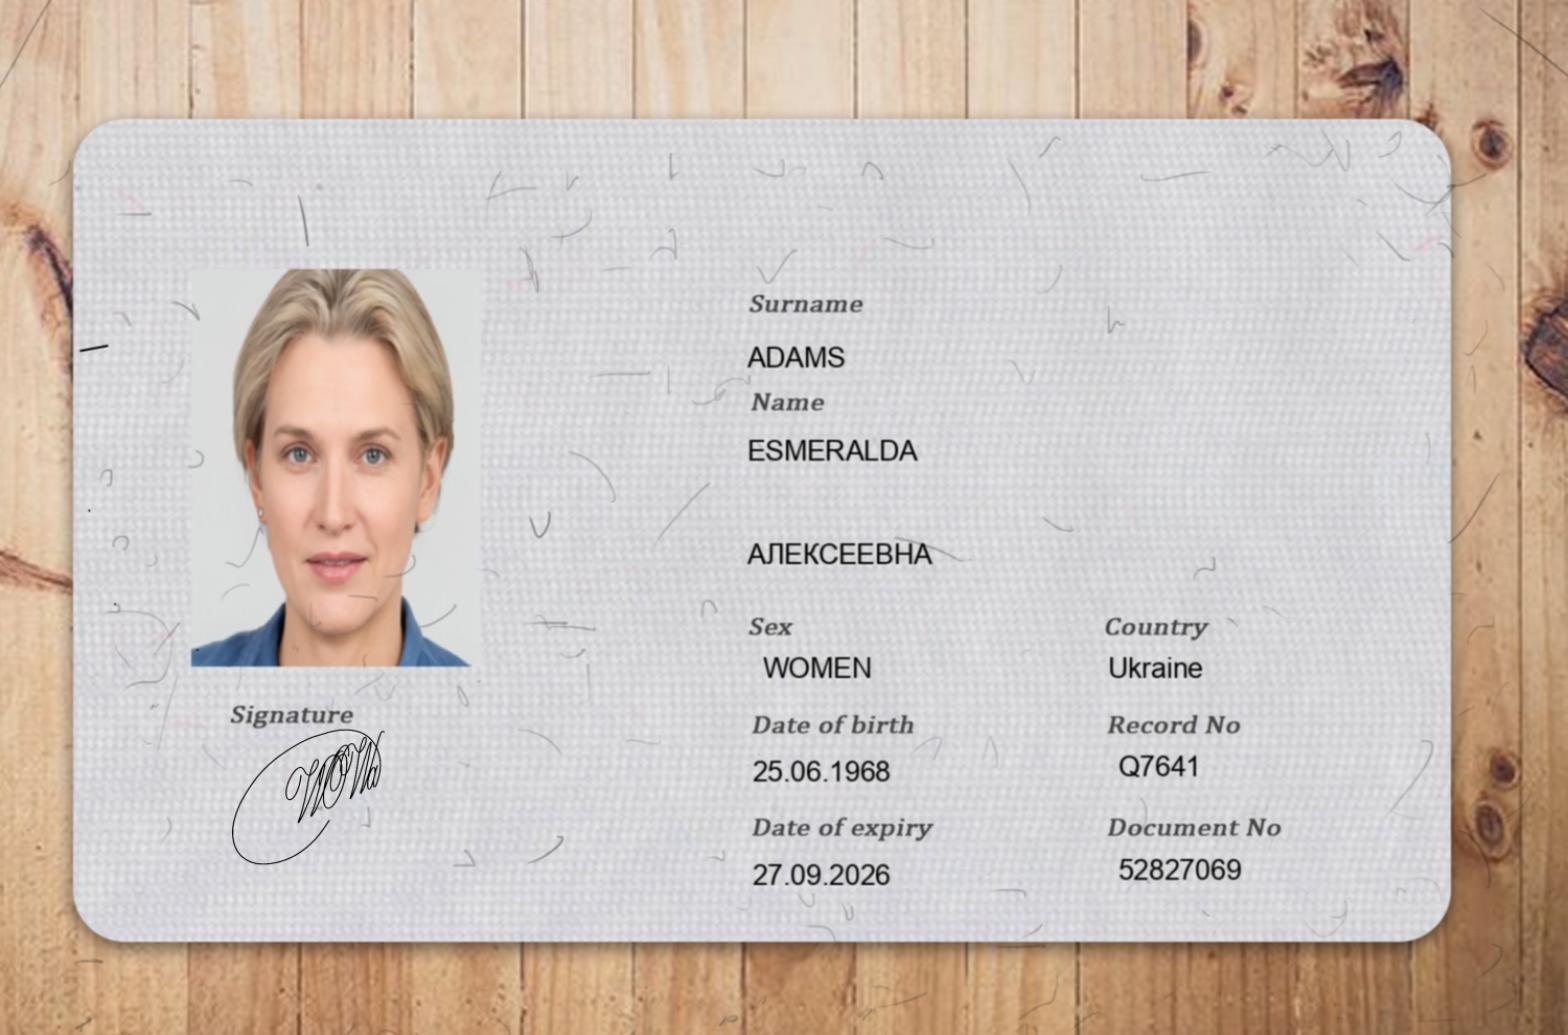 Surname
ADAMS
Name
ESMERALDA
АЛЕКСЕЕВНА
Sex
Country
WOMEN
Ukraine
Date of birth
Record No
25.06.1968
Q7641
Date of expiry
Document No
27.09.2026
52827069
Signature